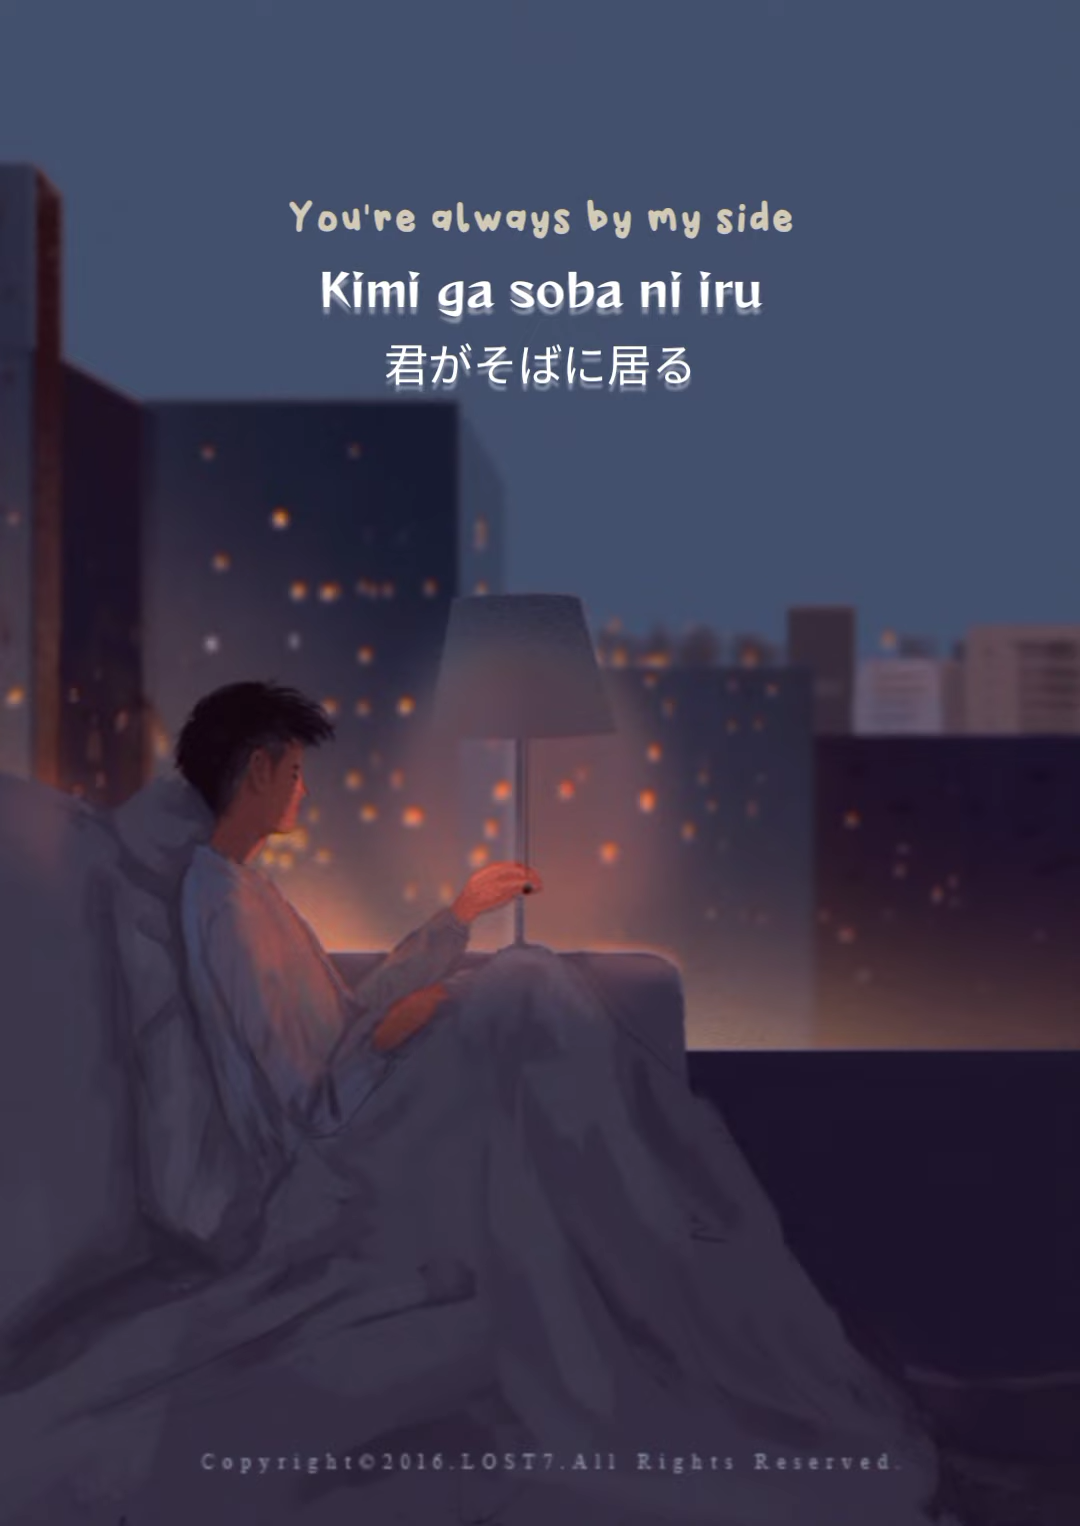 You're always by my side
Kimi ga soba ni iru
君がそばに居る
Copyright©2016.LOST7.All Rights Reserved.